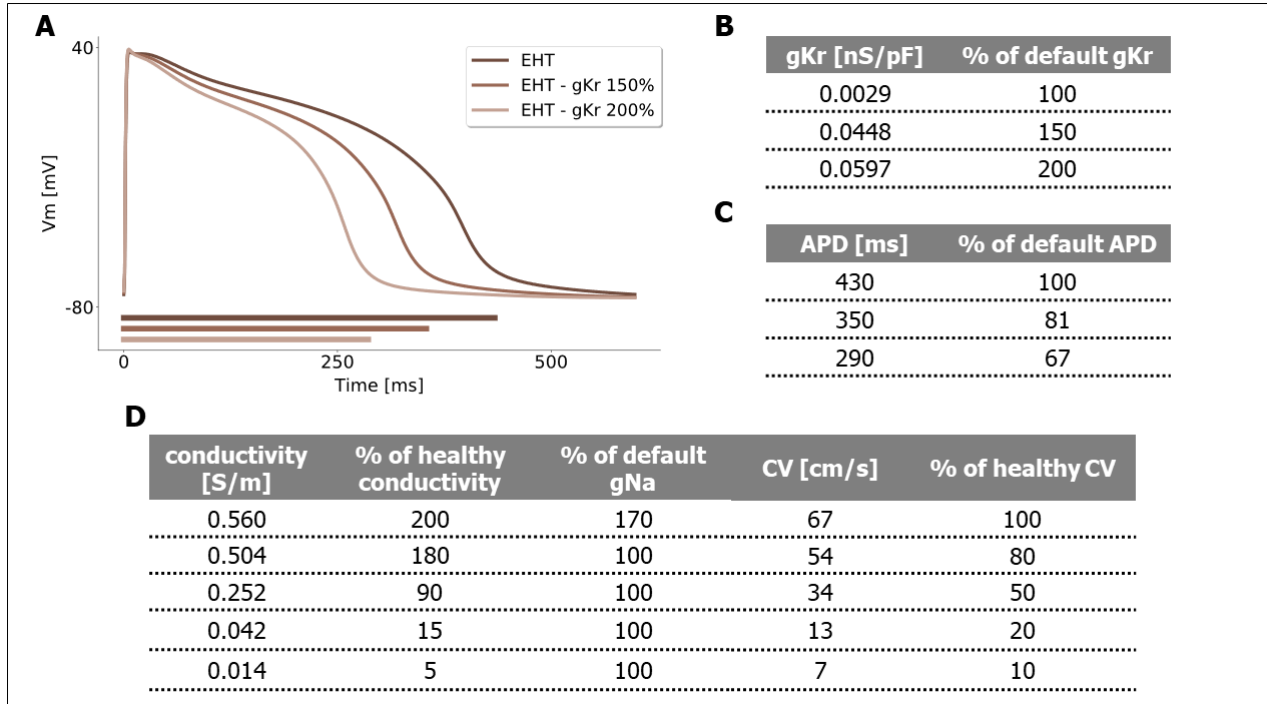 A
40
Vm [mV]
-80
EHT
EHT - gKr 150%
EHT - gKr 200%
0 250 500
Time [ms]
B
gKr [nS/pF] % of default gKr
0.0029 100
0.0448 150
0.0597 200
C
APD [ms] % of default APD
430 100
350 81
290 67
D
conductivity [S/m] % of healthy conductivity % of default gNa CV [cm/s] % of healthy CV
0.560 200 170 67 100
0.504 180 100 54 80
0.252 90 100 34 50
0.042 15 100 13 20
0.014 5 100 7 10